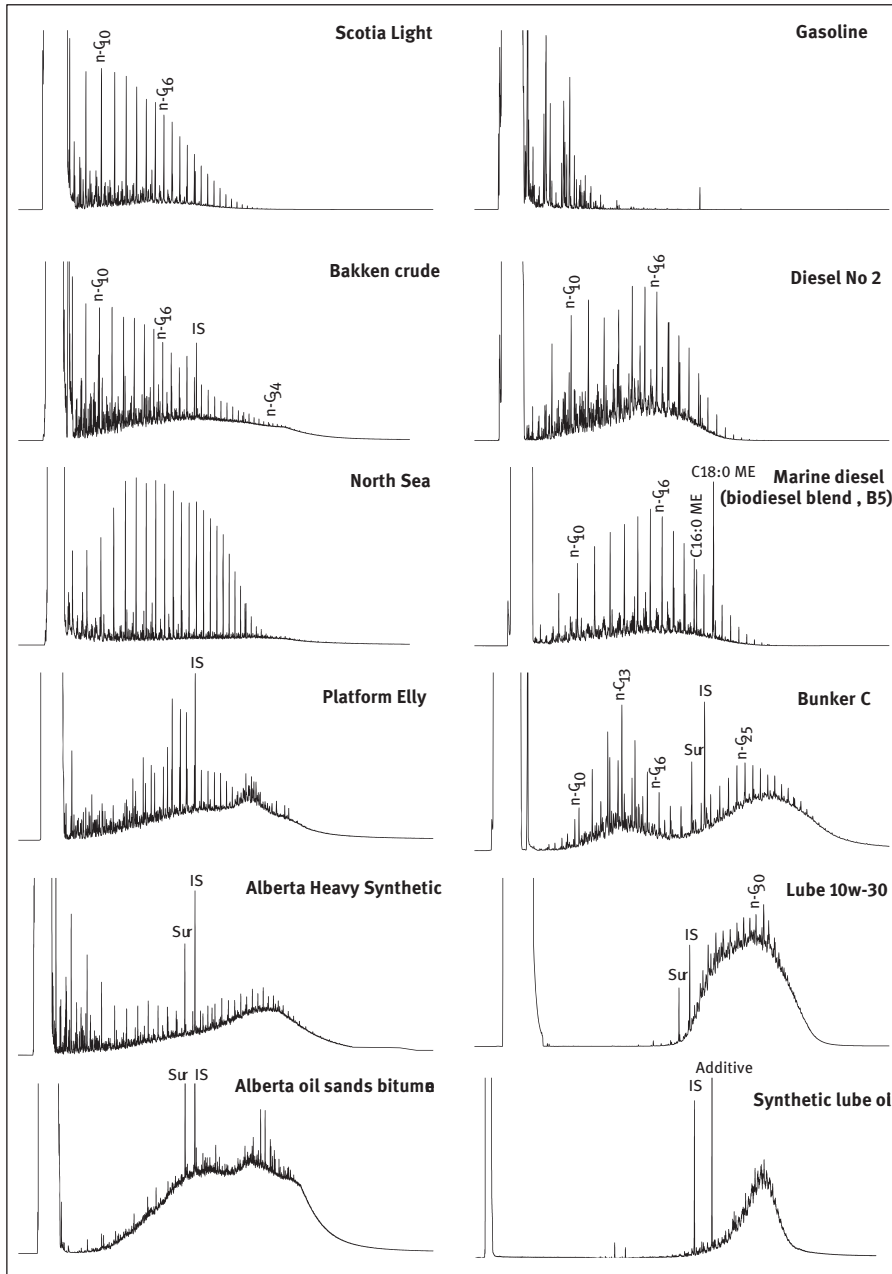 Scotia Light
n-C10
n-C16
Gasoline
Bakken crude
n-C10
n-C16
IS
n-C34
Diesel No 2
n-C10
n-C16
North Sea
Marine diesel
(biodiesel blend , B5)
n-C10
n-C16
C16:0 ME
C18:0 ME
Platform Elly
IS
Bunker C
n-C10
n-C13
n-C16
Sur
IS
n-C25
Alberta Heavy Synthetic
Sur
IS
Lube 10w-30
Sur
IS
n-C30
Alberta oil sands bitumen
Sur IS
Synthetic lube oil
IS
Additive